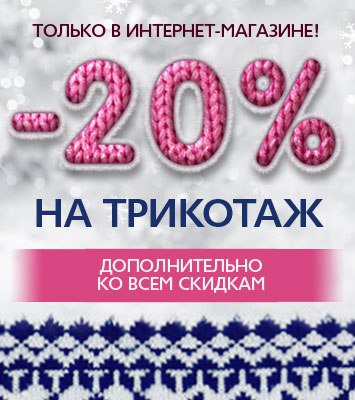 ТОЛЬКО В ИНТЕРНЕТ-МАГАЗИНЕ!
-20%
НА ТРИКОТАЖ
ДОПОЛНИТЕЛЬНО
КО ВСЕМ СКИДКАМ